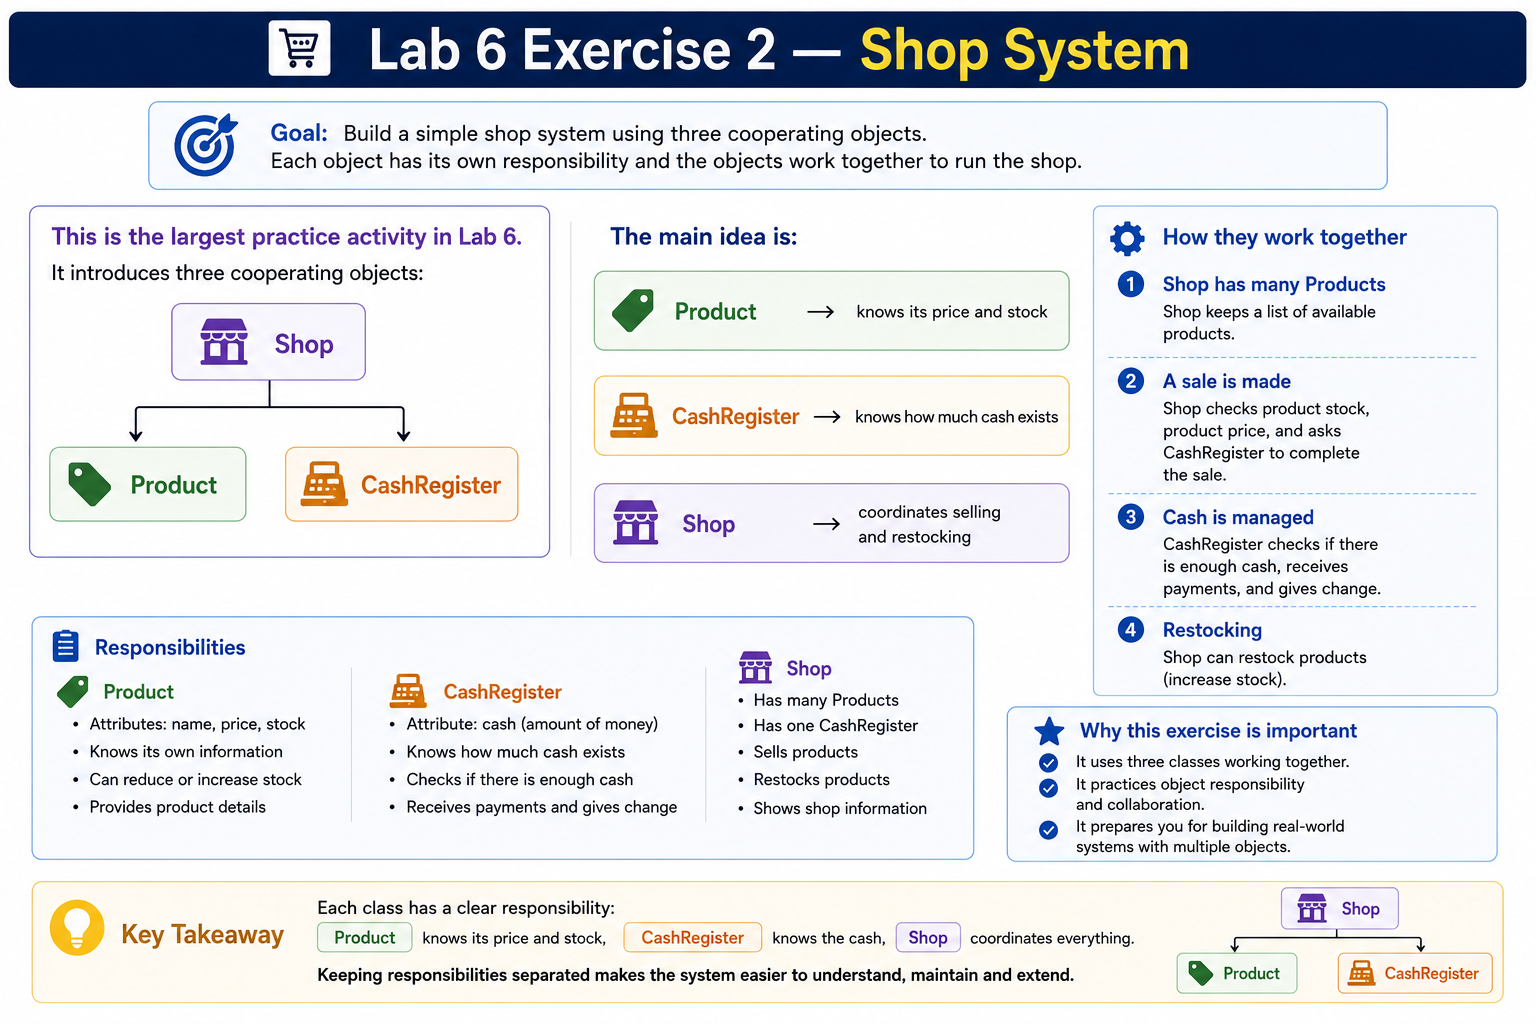 Lab 6 Exercise 2 — Shop System
Goal: Build a simple shop system using three cooperating objects.
Each object has its own responsibility and the objects work together to run the shop.
This is the largest practice activity in Lab 6.
It introduces three cooperating objects:
Shop
Product
CashRegister
The main idea is:
Product → knows its price and stock
CashRegister → knows how much cash exists
Shop → coordinates selling
and restocking
How they work together
1 Shop has many Products
Shop keeps a list of available
products.
2 A sale is made
Shop checks product stock,
product price, and asks
CashRegister to complete
the sale.
3 Cash is managed
CashRegister checks if there
is enough cash, receives
payments, and gives change.
4 Restocking
Shop can restock products
(increase stock).
Responsibilities
Product
• Attributes: name, price, stock
• Knows its own information
• Can reduce or increase stock
• Provides product details
CashRegister
• Attribute: cash (amount of money)
• Knows how much cash exists
• Checks if there is enough cash
• Receives payments and gives change
Shop
• Has many Products
• Has one CashRegister
• Sells products
• Restocks products
• Shows shop information
Why this exercise is important
It uses three classes working together.
It practices object responsibility
and collaboration.
It prepares you for building real-world
systems with multiple objects.
Key Takeaway
Each class has a clear responsibility:
Product knows its price and stock, CashRegister knows the cash, Shop coordinates everything.
Keeping responsibilities separated makes the system easier to understand, maintain and extend.
Shop
Product
CashRegister